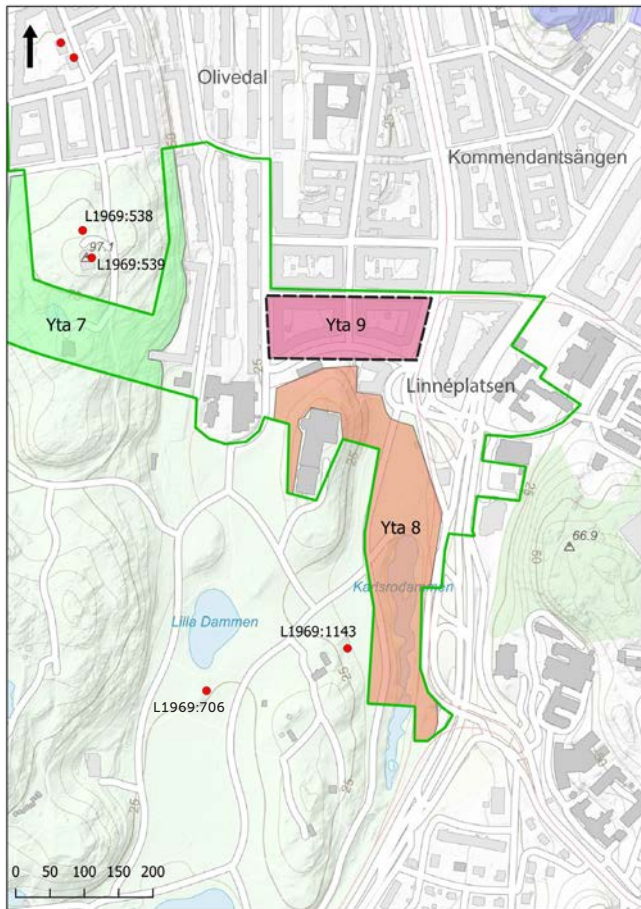 Olivedal
Kommendantsängen
L1969:538
97.1
L1969:539
Yta 7
Yta 9
25
Linnéplatsen
Yta 8
66.9
Karlsrodammen
Lilla Dammen
L1969:1143
L1969:706
25
25
0 50 100 150 200